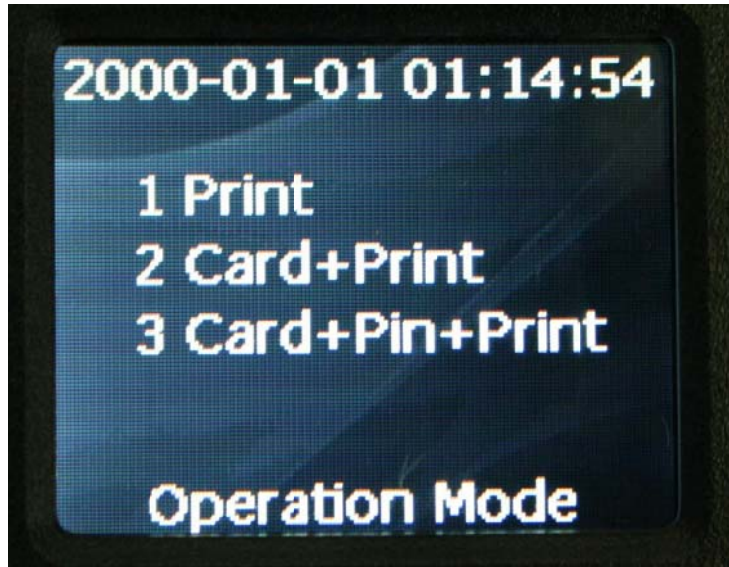 2000-01-01 01:14:54
1 Print
2 Card+Print
3 Card+Pin+Print
Operation Mode